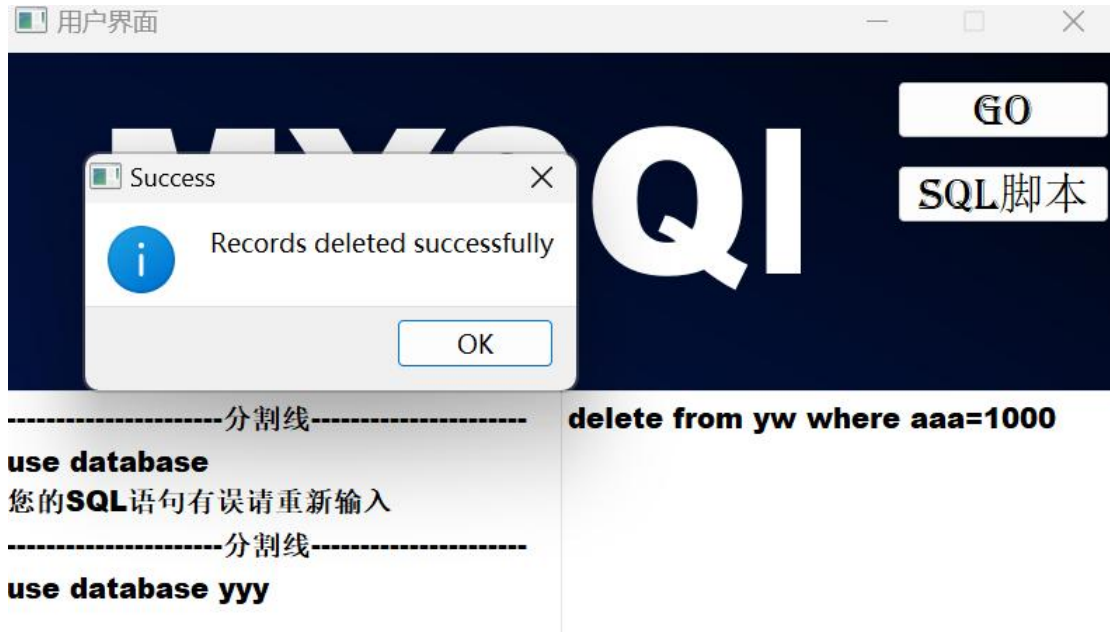 用户界面
MYSQl
GO
SQL脚本
Success
Records deleted successfully
OK
----------------------分割线----------------------
use database
您的SQL语句有误请重新输入
----------------------分割线----------------------
use database yyy
delete from yw where aaa=1000